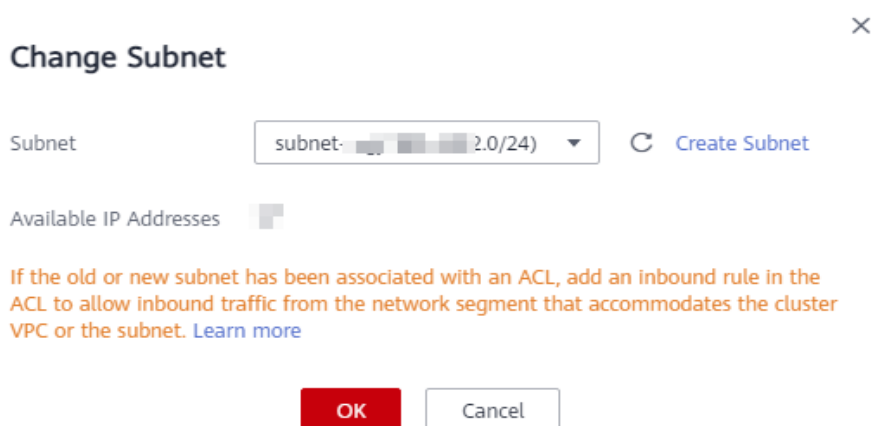 Change Subnet
Subnet
subnet- 2.0/24)
Create Subnet
Available IP Addresses
If the old or new subnet has been associated with an ACL, add an inbound rule in the
ACL to allow inbound traffic from the network segment that accommodates the cluster
VPC or the subnet. Learn more
OK
Cancel